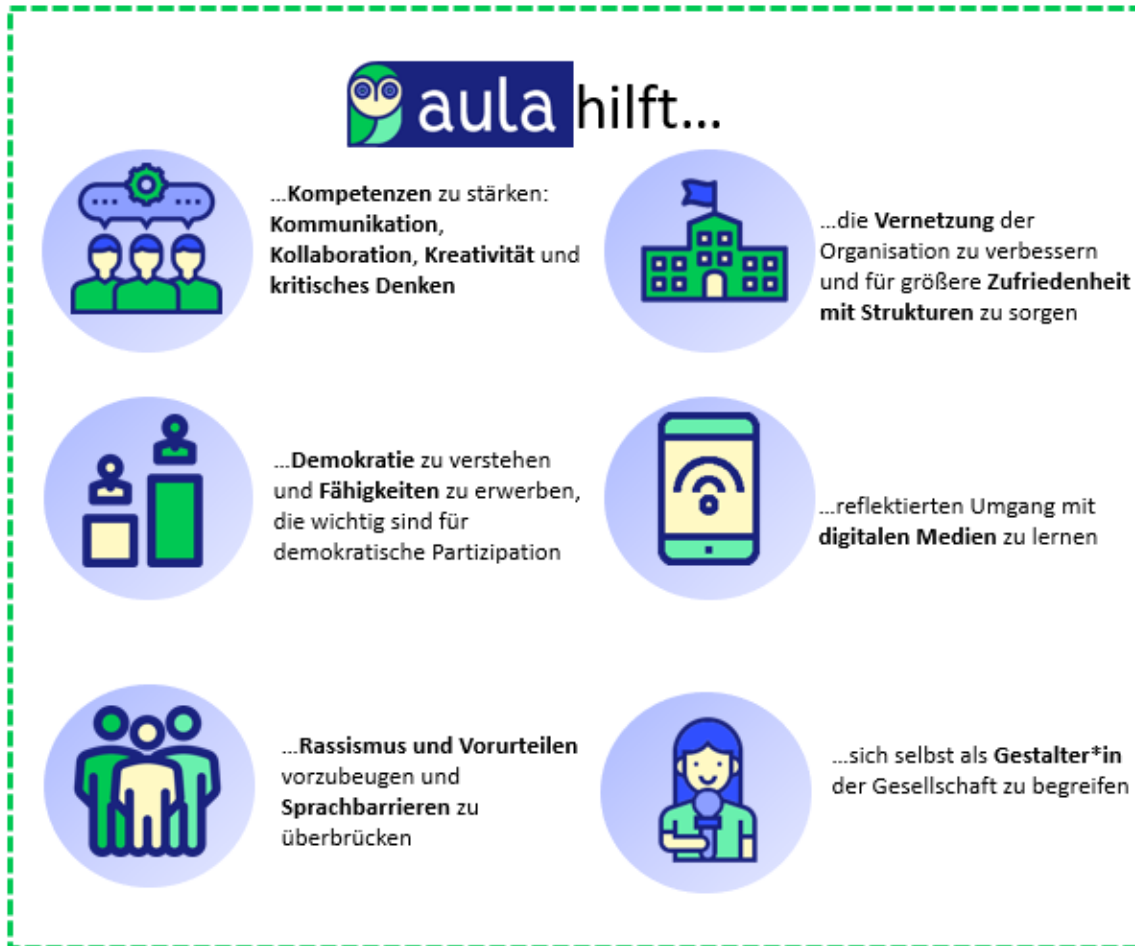 aula hilft...
...Kompetenzen zu stärken:
Kommunikation,
Kollaboration, Kreativität und
kritisches Denken
...die Vernetzung der
Organisation zu verbessern
und für größere Zufriedenheit
mit Strukturen zu sorgen
...Demokratie zu verstehen
und Fähigkeiten zu erwerben,
die wichtig sind für
demokratische Partizipation
...reflektierten Umgang mit
digitalen Medien zu lernen
...Rassismus und Vorurteilen
vorzubeugen und
Sprachbarrieren zu
überbrücken
...sich selbst als Gestalter*in
der Gesellschaft zu begreifen